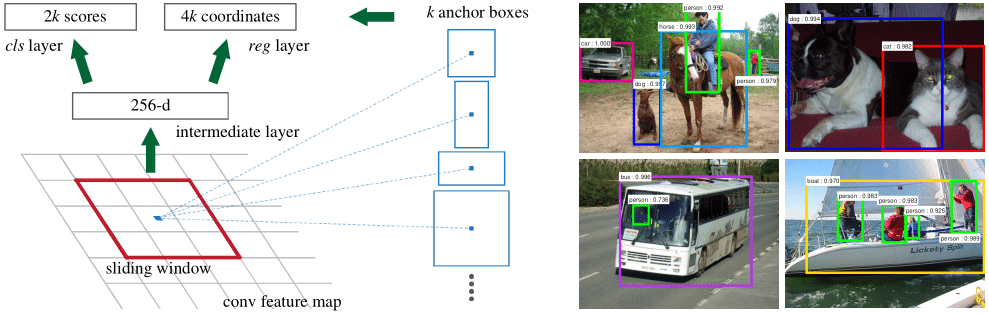 2k scores
4k coordinates
k anchor boxes
cls layer
reg layer
256-d
intermediate layer
sliding window
conv feature map
person : 0.992
horse : 0.993
car : 1.000
dog : 0.997
person : 0.979
dog : 0.994
cat : 0.982
bus : 0.996
person : 0.736
boat : 0.970
person : 0.983
person : 0.983
person : 0.925
person : 0.989
Lickety Split